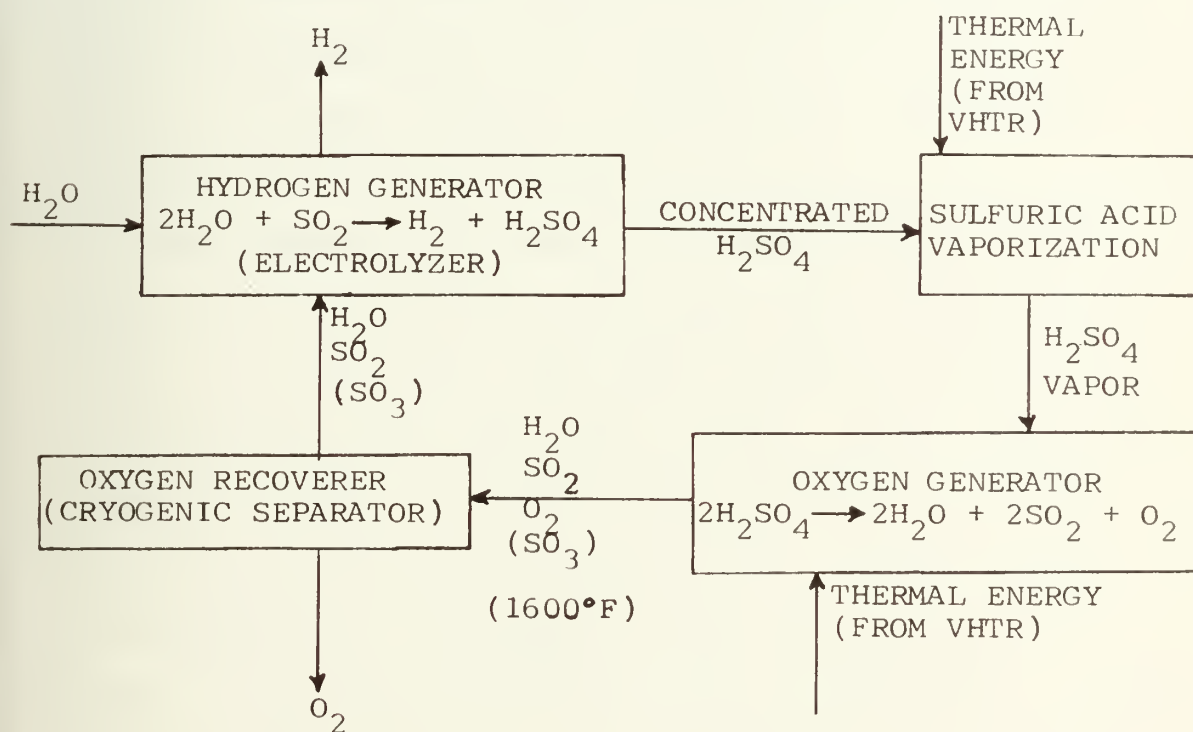 H₂
THERMAL
ENERGY
(FROM
VHTR)
H₂O
HYDROGEN GENERATOR
2H₂O + SO₂ → H₂ + H₂SO₄
(ELECTROLYZER)
CONCENTRATED
H₂SO₄
SULFURIC ACID
VAPORIZATION
H₂O
SO₂
(SO₃)
H₂SO₄
VAPOR
OXYGEN RECOVERER
(CRYOGENIC SEPARATOR)
H₂O
SO₂
O₂
(SO₃)
(1600°F)
OXYGEN GENERATOR
2H₂SO₄ → 2H₂O + 2SO₂ + O₂
THERMAL ENERGY
(FROM VHTR)
O₂